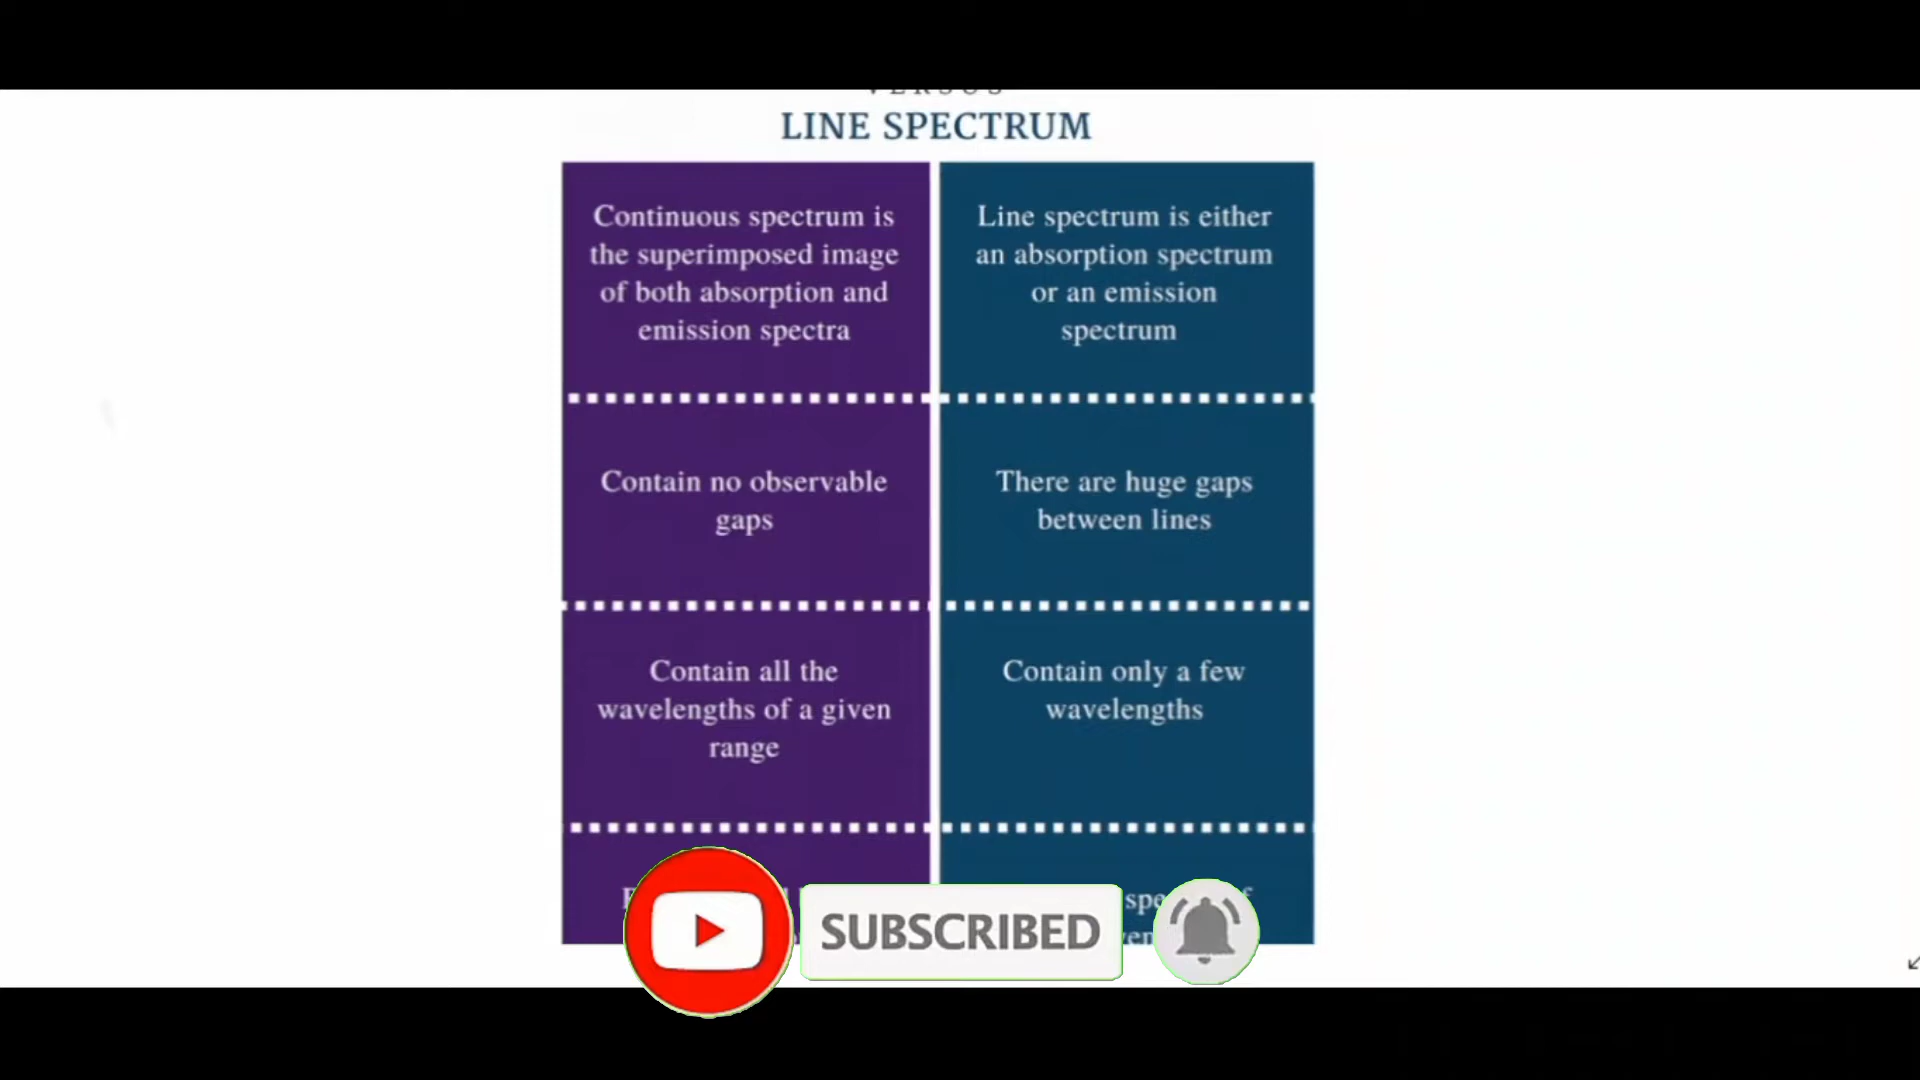 VERSUS
LINE SPECTRUM
Continuous spectrum is
the superimposed image
of both absorption and
emission spectra
Line spectrum is either
an absorption spectrum
or an emission
spectrum
Contain no observable
gaps
There are huge gaps
between lines
Contain all the
wavelengths of a given
range
Contain only a few
wavelengths
SUBSCRIBED